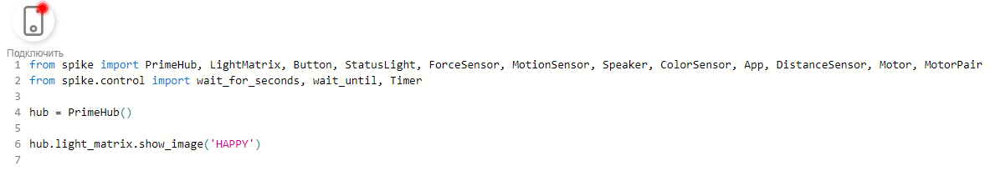 Подключить
1 from spike import PrimeHub, LightMatrix, Button, StatusLight, ForceSensor, MotionSensor, Speaker, ColorSensor, App, DistanceSensor, Motor, MotorPair
2 from spike.control import wait_for_seconds, wait_until, Timer
3
4 hub = PrimeHub()
5
6 hub.light_matrix.show_image('HAPPY')
7